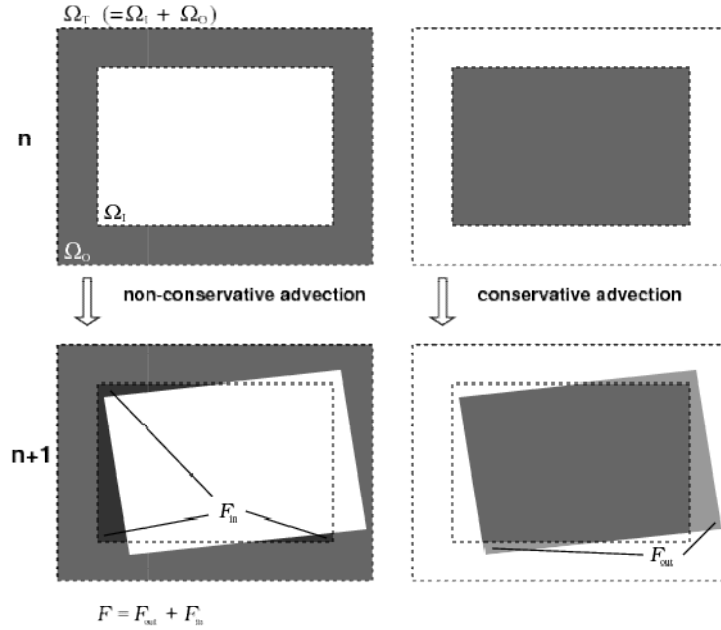 Ω_T (=Ω_I + Ω_O)
n
Ω_I
Ω_O
non-conservative advection
conservative advection
n+1
F_in
F_out
F = F_out + F_in